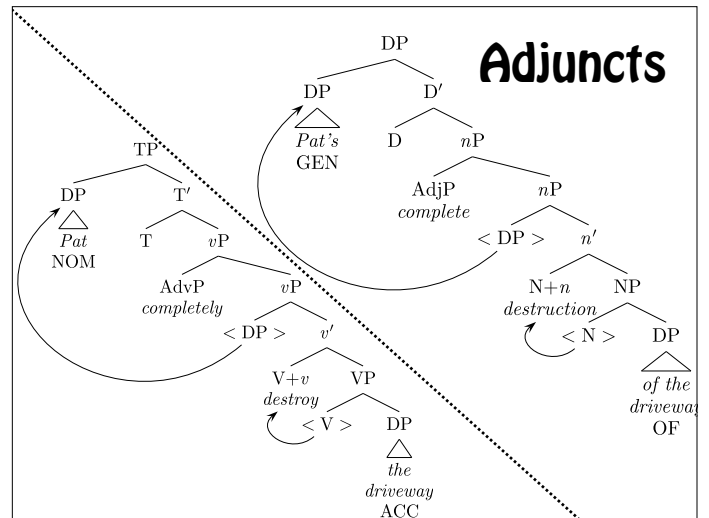 Adjuncts
DP
DP D′
Pat's
GEN
D nP
AdjP
complete
nP
< DP > n′
N+n
destruction
NP
< N > DP
of the
driveway
OF
TP
DP T′
Pat
NOM
T vP
AdvP
completely
vP
< DP > v′
V+v
destroy
VP
< V > DP
the
driveway
ACC